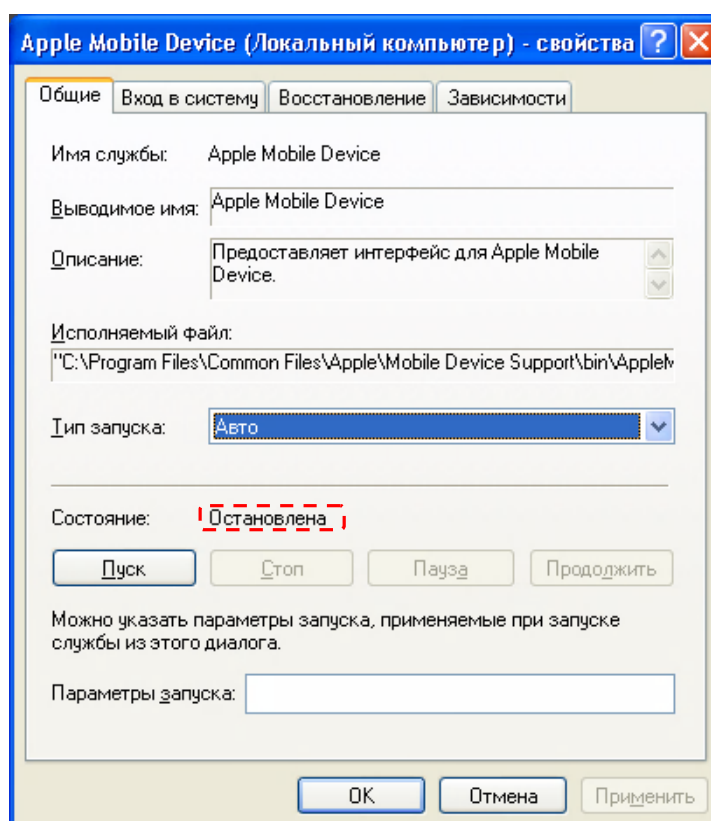 Apple Mobile Device (Локальный компьютер) - свойства
Общие Вход в систему Восстановление Зависимости
Имя службы: Apple Mobile Device
Выводимое имя: Apple Mobile Device
Описание: Предоставляет интерфейс для Apple Mobile
Device.
Исполняемый файл:
"C:\Program Files\Common Files\Apple\Mobile Device Support\bin\AppleM
Тип запуска: Авто
Состояние: Остановлена
Пуск Стоп Пауза Продолжить
Можно указать параметры запуска, применяемые при запуске
службы из этого диалога.
Параметры запуска:
OK Отмена Применить